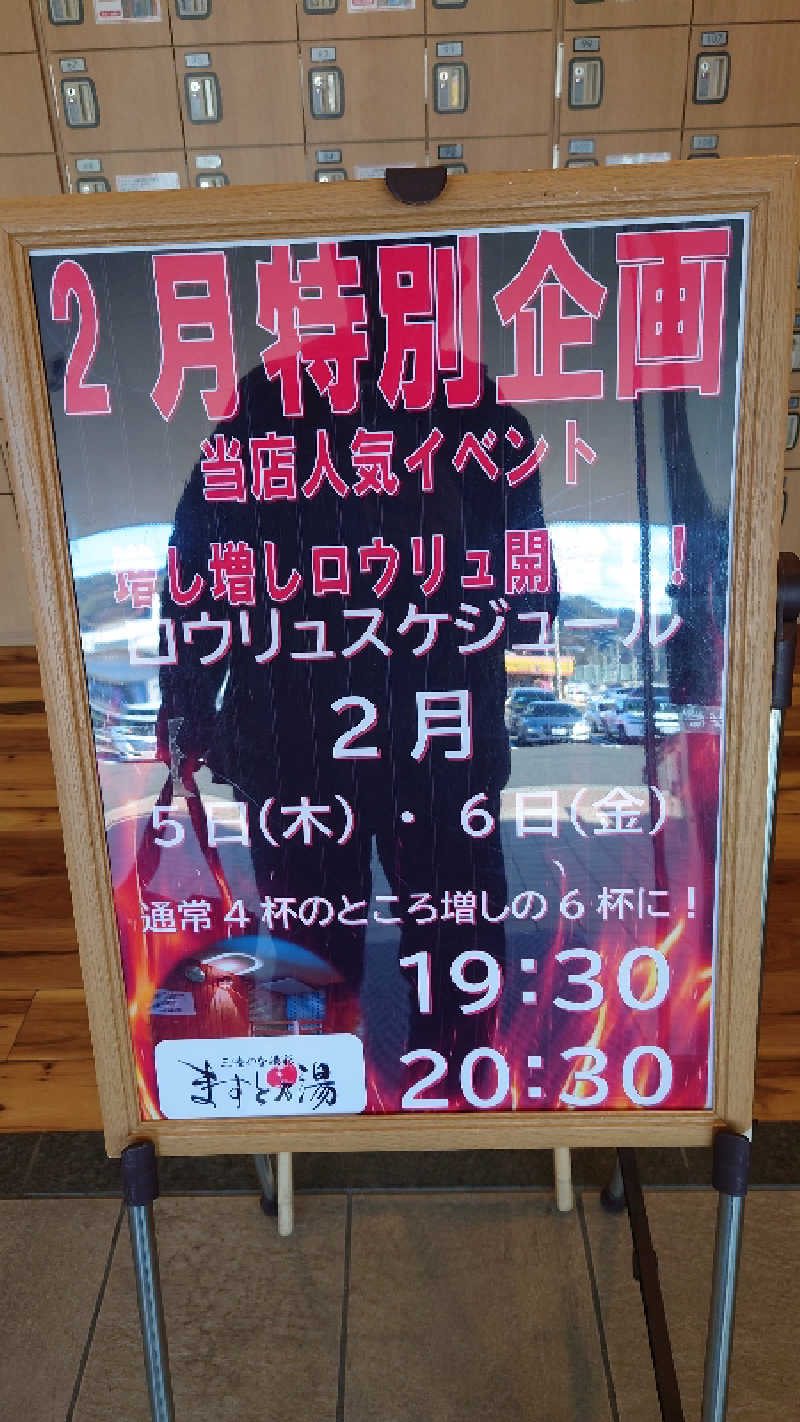 2月特別企画
当店人気イベント
増し増しロウリュ開！
ロウリュスケジュール
2月
5日(木)・6日(金)
通常4杯のところ増しの6杯に！
19:30
20:30
ますとみ湯